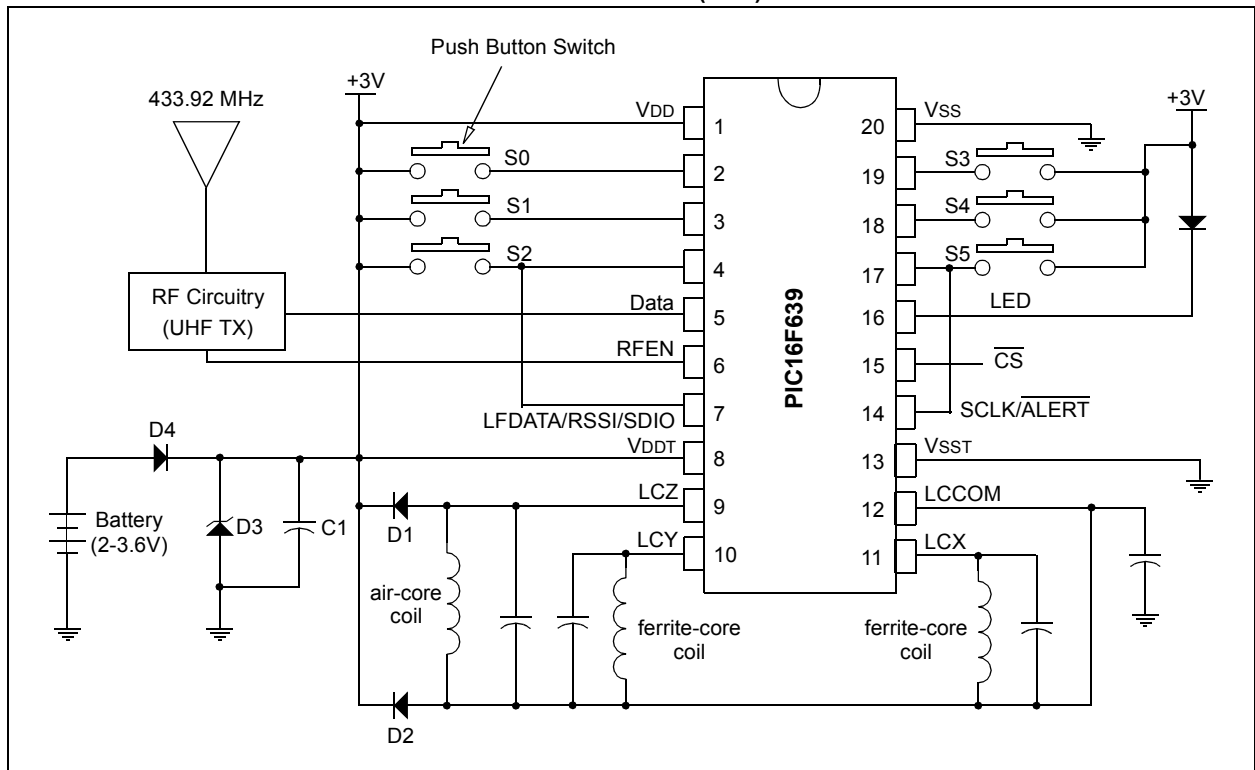 Push Button Switch
+3V
433.92 MHz
+3V
VDD
1
20
VSS
S0
2
19
S3
S1
3
18
S4
S2
4
17
S5
RF Circuitry
(UHF TX)
Data
5
PIC16F639
16
LED
RFEN
6
15
CS
LFDATA/RSSI/SDIO
7
14
SCLK/ALERT
D4
VDDT
8
13
VSST
Battery
(2-3.6V)
D3
C1
D1
LCZ
9
12
LCCOM
LCY
10
11
LCX
air-core
coil
ferrite-core
coil
ferrite-core
coil
D2